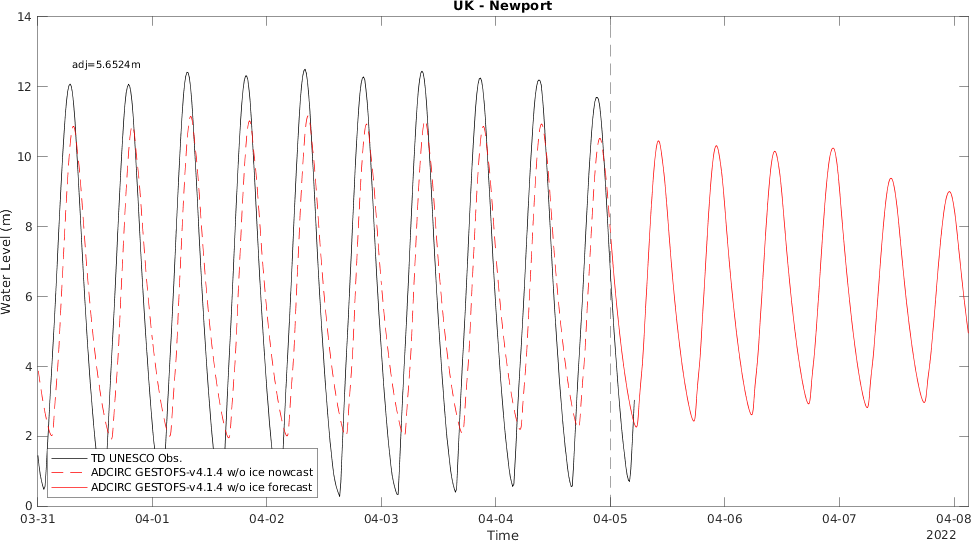 UK - Newport
14
adj=5.6524m
12
10
8
6
4
2
0
Water Level (m)
TD UNESCO Obs.
ADCIRC GESTOFS-v4.1.4 w/o ice nowcast
ADCIRC GESTOFS-v4.1.4 w/o ice forecast
03-31 04-01 04-02 04-03 04-04 04-05 04-06 04-07 04-08
Time
2022